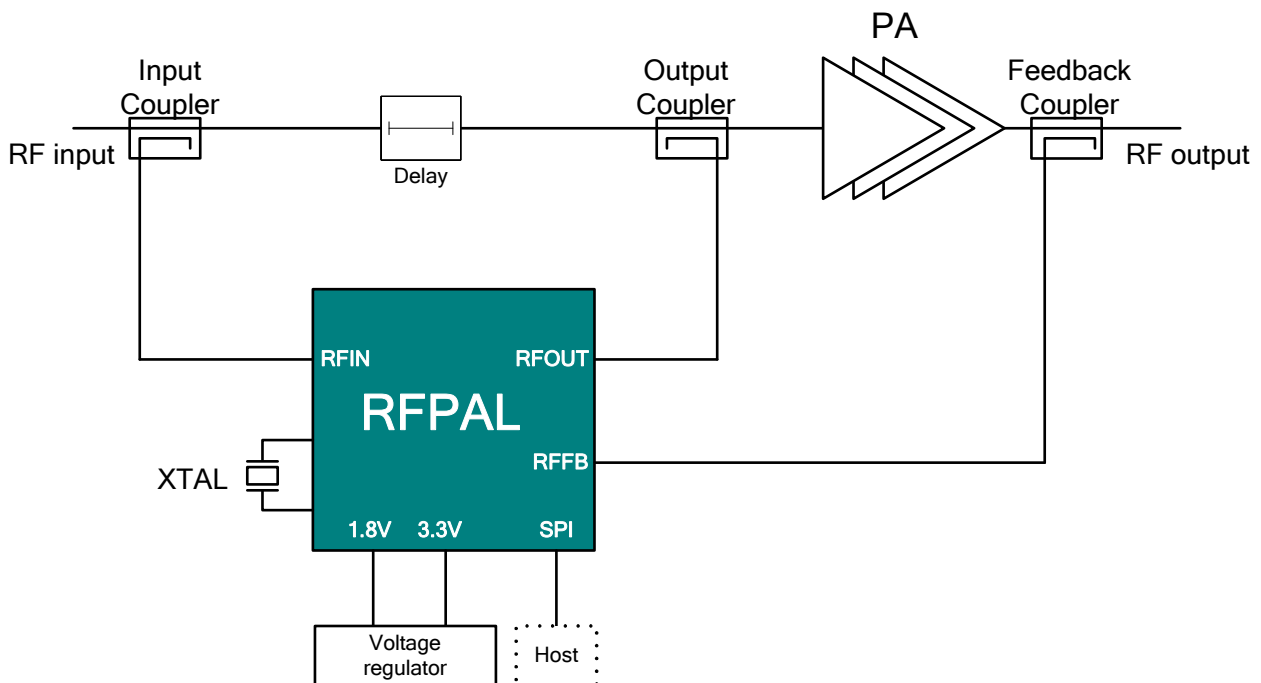 PA
Input
Coupler
Output
Coupler
Feedback
Coupler
RF input
Delay
RF output
RFIN
RFOUT
RFPAL
RFFB
XTAL
1.8V
3.3V
SPI
Voltage
regulator
Host